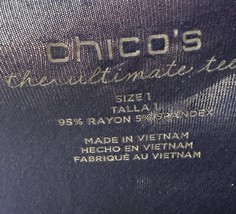 chico's
the ultimate tee
SIZE 1
TALLA 1
95% RAYON 5% SPANDEX
MADE IN VIETNAM
HECHO EN VIETNAM
FABRIQUÉ AU VIETNAM